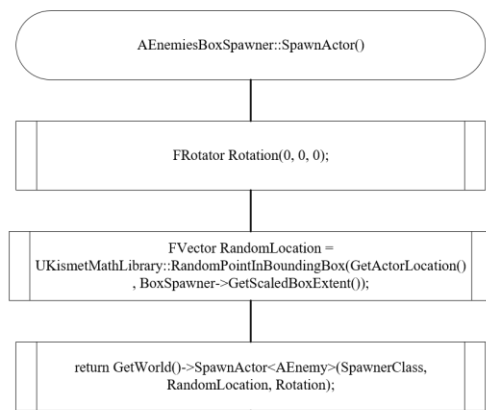 AEnemiesBoxSpawner::SpawnActor()
FRotator Rotation(0, 0, 0);
FVector RandomLocation =
UKismetMathLibrary::RandomPointInBoundingBox(GetActorLocation()
, BoxSpawner->GetScaledBoxExtent());
return GetWorld()->SpawnActor<AEnemy>(SpawnerClass,
RandomLocation, Rotation);